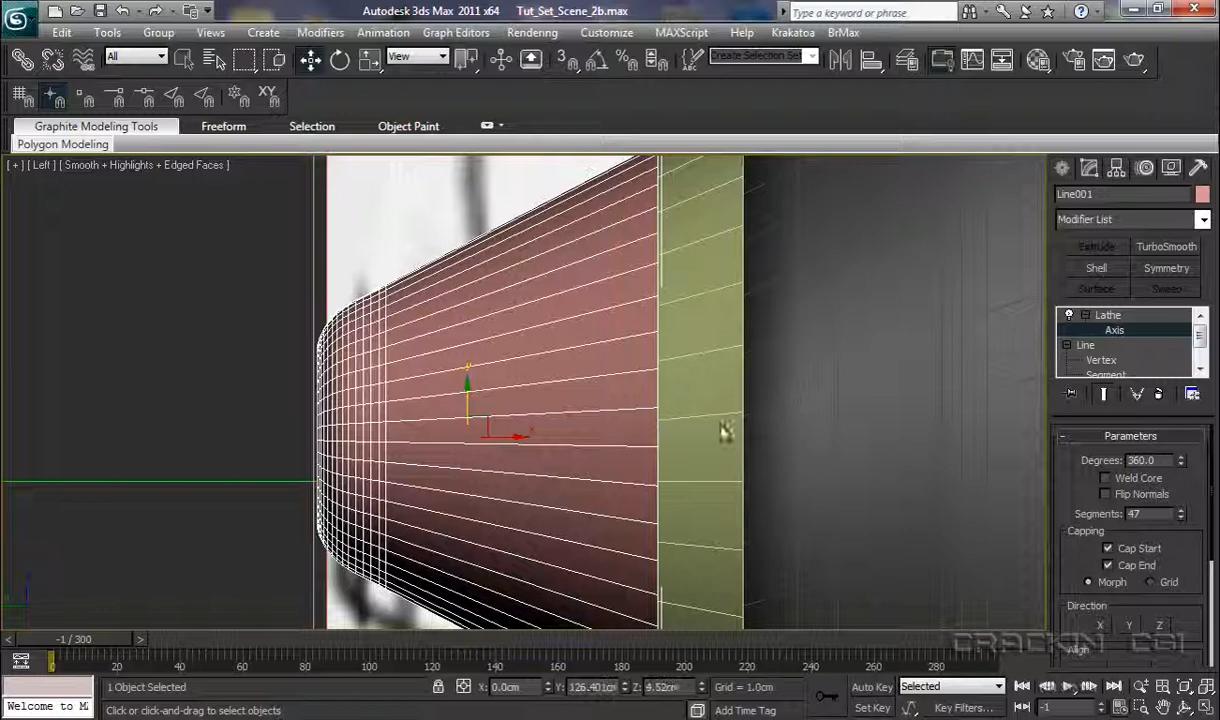 Autodesk 3ds Max 2011 x64 Tut_Set_Scene_2b.max
Type a keyword or phrase
Edit Tools Group Views Create Modifiers Animation Graph Editors Rendering Customize MAXScript Help Krakatoa BrMax
All View Create Selection Set
XY
Graphite Modeling Tools Freeform Selection Object Paint
Polygon Modeling
[ + ] [ Left ] [ Smooth + Highlights + Edged Faces ]
Line001
Modifier List
Extrude TurboSmooth
Shell Symmetry
Surface Sweep
Lathe
Axis
Line
Vertex
Segment
Parameters
Degrees: 360.0
Weld Core
Flip Normals
Segments: 47
Capping
Cap Start
Cap End
Morph Grid
Direction
X Y Z
Align
CRACKIN CGI
-1 / 300
0 20 40 60 80 100 120 140 160 180 200 220 240 260 280
1 Object Selected X: 0.0cm Y: 126.401cm Z: 9.52cm Grid = 1.0cm Auto Key Selected
Welcome to MA Click or click-and-drag to select objects Add Time Tag Set Key Key Filters... -1